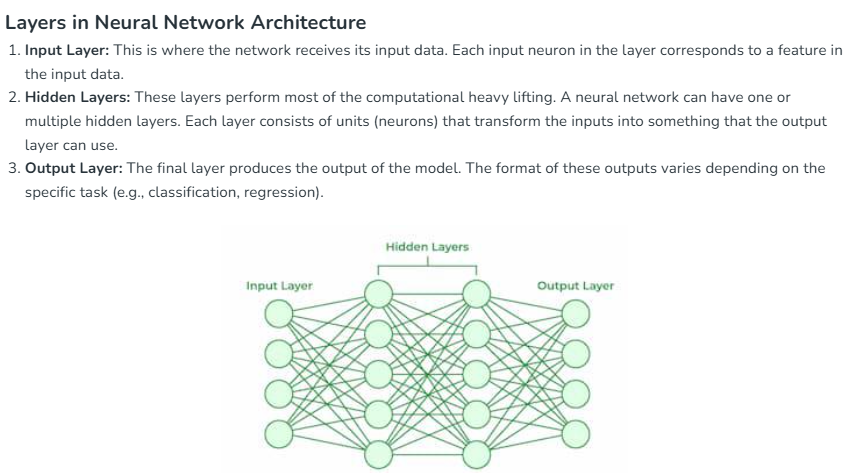 Layers in Neural Network Architecture
1. Input Layer: This is where the network receives its input data. Each input neuron in the layer corresponds to a feature in
the input data.
2. Hidden Layers: These layers perform most of the computational heavy lifting. A neural network can have one or
multiple hidden layers. Each layer consists of units (neurons) that transform the inputs into something that the output
layer can use.
3. Output Layer: The final layer produces the output of the model. The format of these outputs varies depending on the
specific task (e.g., classification, regression).
Hidden Layers
Input Layer
Output Layer